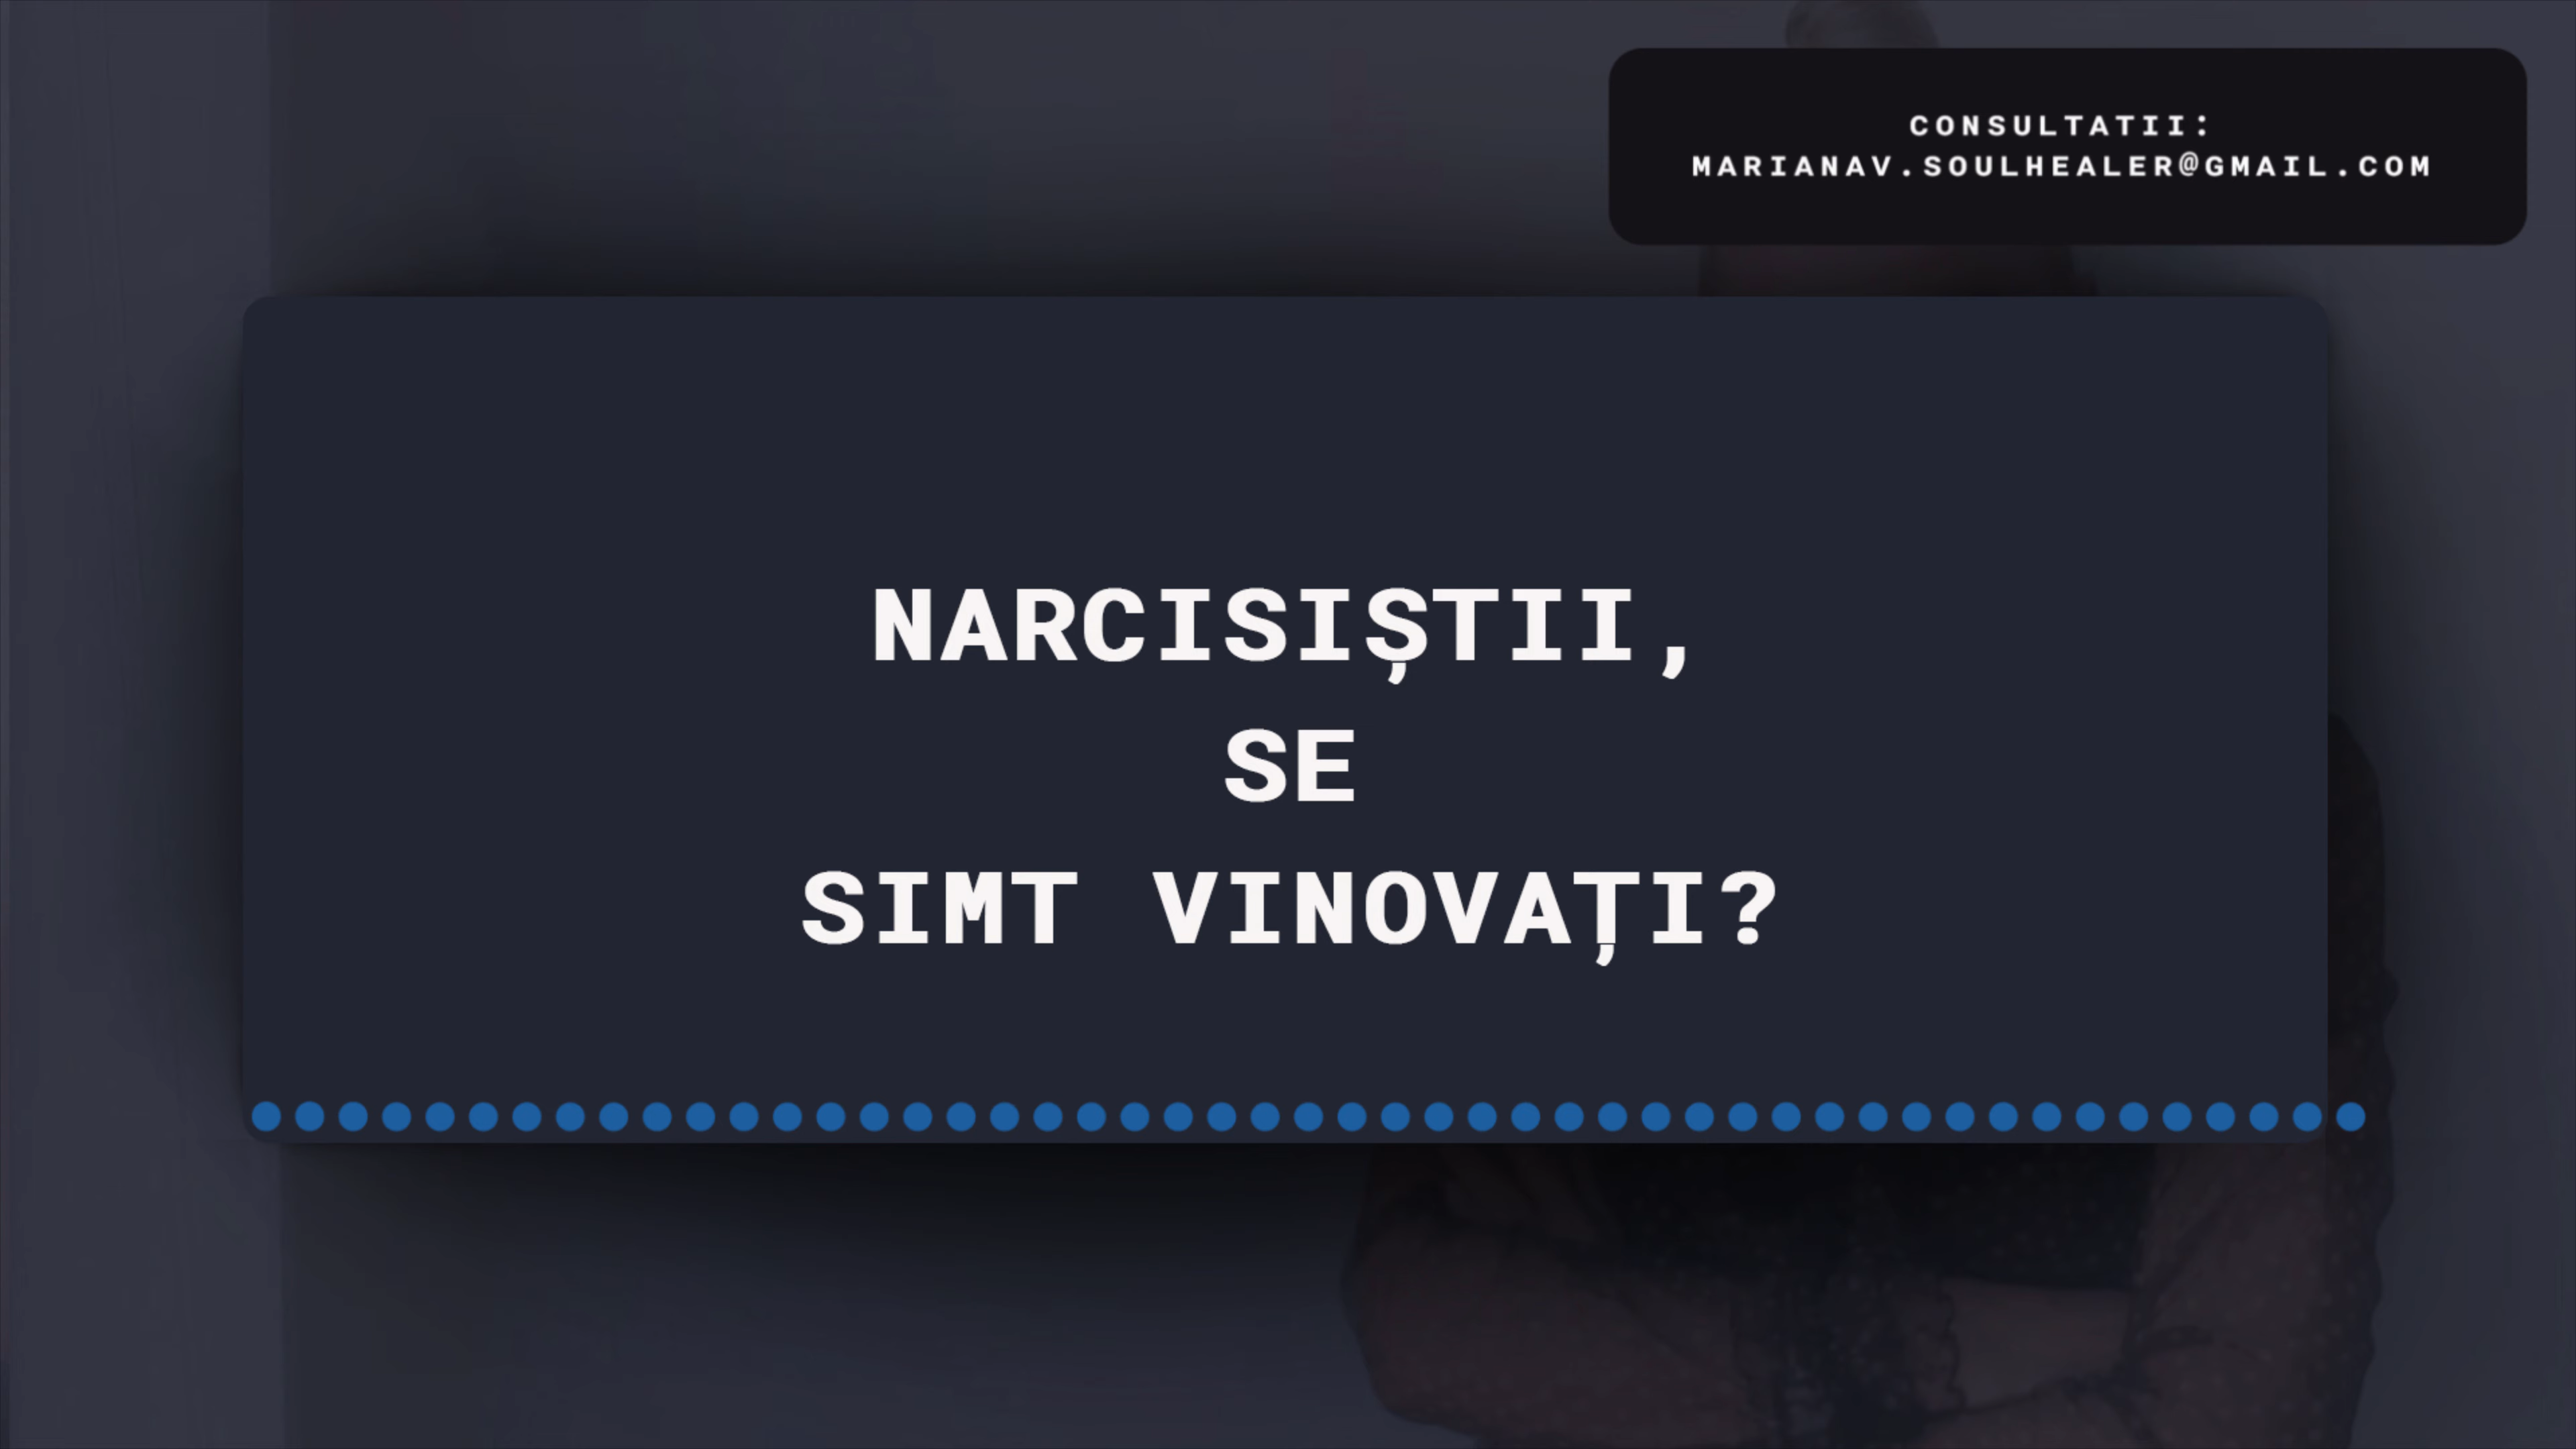 CONSULTATII:
MARIANAV.SOULHEALER@GMAIL.COM
NARCISIȘTII,
SE
SIMT VINOVAȚI?